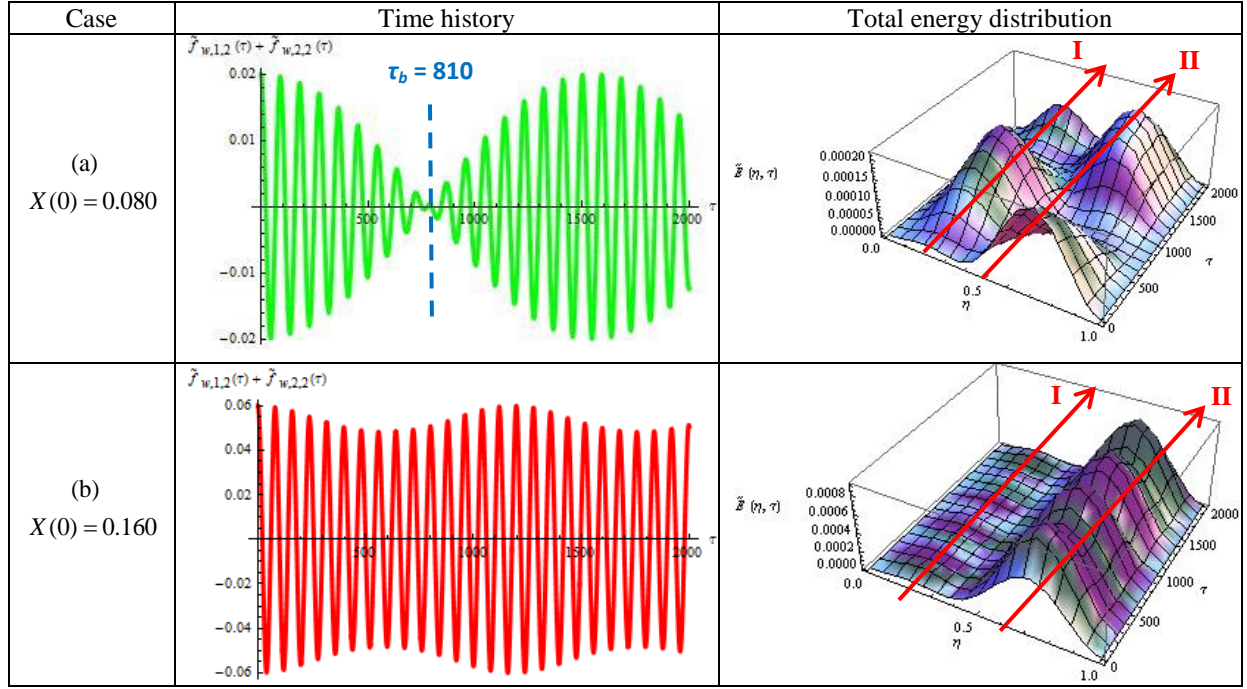 Case Time history Total energy distribution
(a)
X(0) = 0.080
f̃ w,1,2 (τ) + f̃ w,2,2 (τ)
τb = 810
0.02
0.01
-0.01
-0.02
500 1000 1500 2000 τ
I
II
0.00020
0.00015
0.00010
0.00005
0.00000
(η, τ)
0.0
0.5
η
1.0
0
500
1000
1500
2000
τ
(b)
X(0) = 0.160
f̃ w,1,2(τ) + f̃ w,2,2(τ)
0.06
0.04
0.02
-0.02
-0.04
-0.06
500 1000 1500 2000 τ
I
II
0.0008
0.0006
0.0004
0.0002
0.0000
(η, τ)
0.0
0.5
η
1.0
0
500
1000
1500
2000
τ